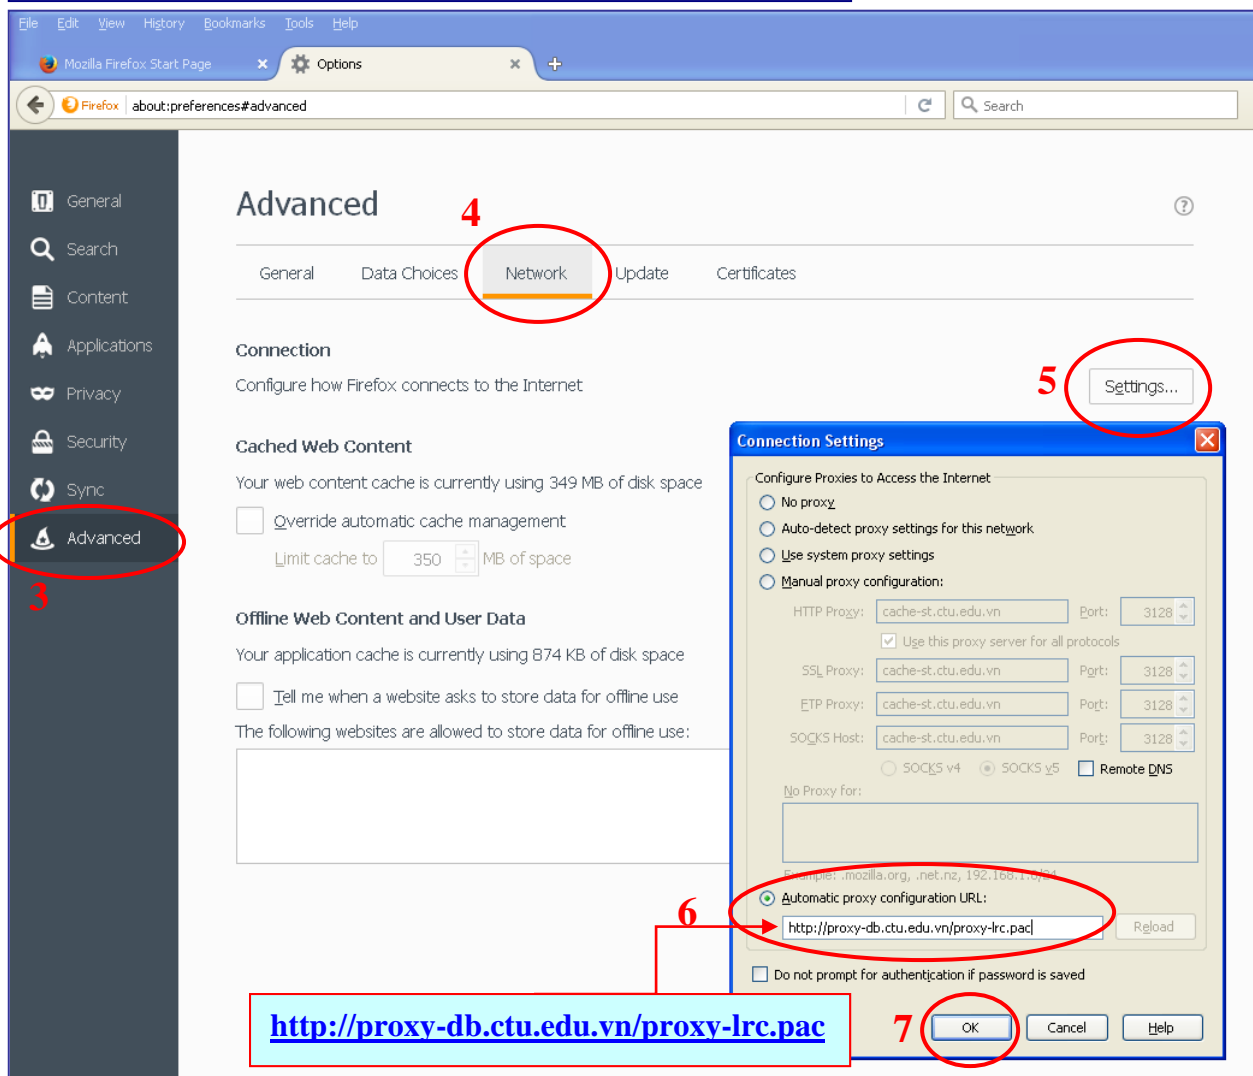 File Edit View History Bookmarks Tools Help
Mozilla Firefox Start Page
Options
Firefox about:preferences#advanced
Search
General
Search
Content
Applications
Privacy
Security
Sync
Advanced
3
Advanced
4
General Data Choices Network Update Certificates
Connection
Configure how Firefox connects to the Internet
5
Settings...
Cached Web Content
Your web content cache is currently using 349 MB of disk space
Override automatic cache management
Limit cache to 350 MB of space
Offline Web Content and User Data
Your application cache is currently using 874 KB of disk space
Tell me when a website asks to store data for offline use
The following websites are allowed to store data for offline use:
Connection Settings
Configure Proxies to Access the Internet
No proxy
Auto-detect proxy settings for this network
Use system proxy settings
Manual proxy configuration:
HTTP Proxy: cache-st.ctu.edu.vn Port: 3128
Use this proxy server for all protocols
SSL Proxy: cache-st.ctu.edu.vn Port: 3128
FTP Proxy: cache-st.ctu.edu.vn Port: 3128
SOCKS Host: cache-st.ctu.edu.vn Port: 3128
SOCKS v4 SOCKS v5 Remote DNS
No Proxy for:
Example: .mozilla.org, .net.nz, 192.168.1.0/24
Automatic proxy configuration URL:
6
http://proxy-db.ctu.edu.vn/proxy-lrc.pac Reload
Do not prompt for authentication if password is saved
http://proxy-db.ctu.edu.vn/proxy-lrc.pac
7
OK Cancel Help